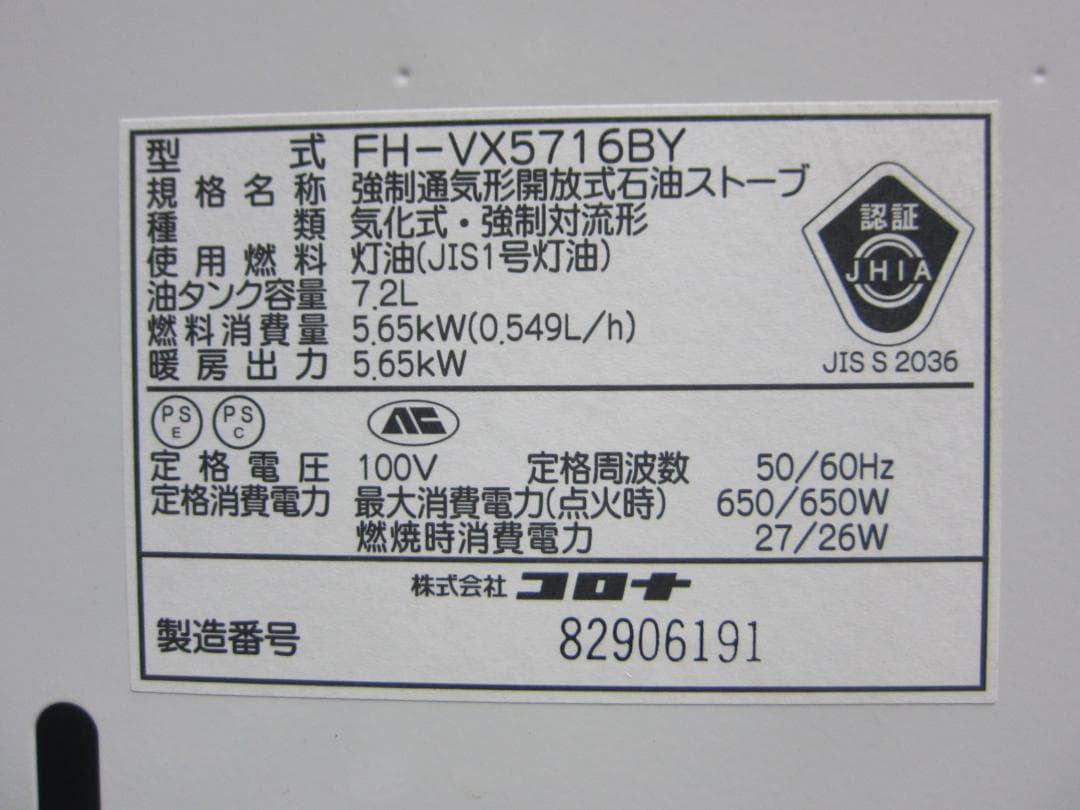 型式 FH-VX5716BY
規格名称 強制通気形開放式石油ストーブ
種類 気化式・強制対流形
使用燃料 灯油(JIS1号灯油)
油タンク容量 7.2L
燃料消費量 5.65kW(0.549L/h)
暖房出力 5.65kW
認証
JHIA
JIS S 2036
PS E PS C
定格電圧 100V 定格周波数 50/60Hz
定格消費電力 最大消費電力(点火時) 650/650W
燃焼時消費電力 27/26W
株式会社 コロナ
製造番号 82906191